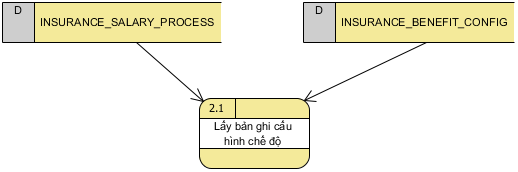 D
INSURANCE_SALARY_PROCESS
D
INSURANCE_BENEFIT_CONFIG
2.1
Lấy bản ghi cấu
hình chế độ